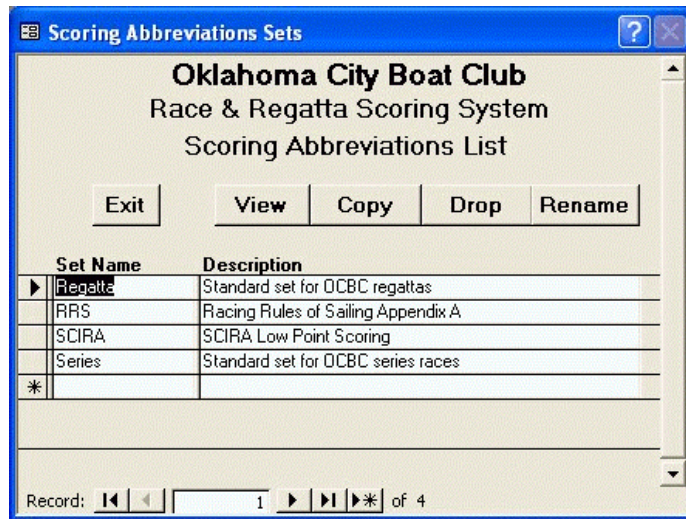 Scoring Abbreviations Sets ?
Oklahoma City Boat Club
Race & Regatta Scoring System
Scoring Abbreviations List
Exit View Copy Drop Rename
Set Name Description
Regatta Standard set for OCBC regattas
RRS Racing Rules of Sailing Appendix A
SCIRA SCIRA Low Point Scoring
Series Standard set for OCBC series races
Record: 1 of 4